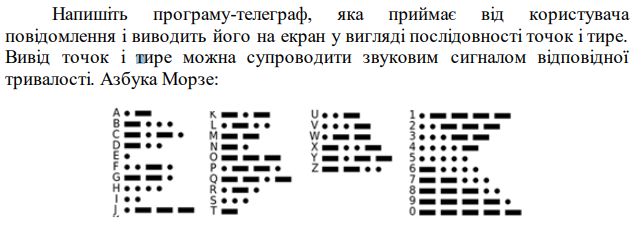 Напишіть програму-телеграф, яка приймає від користувача
повідомлення і виводить його на екран у вигляді послідовності точок і тире.
Вивід точок і тире можна супроводити звуковим сигналом відповідної
тривалості. Азбука Морзе:
A • ▬
B ▬ • • •
C ▬ • ▬ •
D ▬ • •
E •
F • • ▬ •
G ▬ ▬ •
H • • • •
I • •
J • ▬ ▬ ▬
K ▬ • ▬
L • ▬ • •
M ▬ ▬
N ▬ •
O ▬ ▬ ▬
P • ▬ ▬ •
Q ▬ ▬ • ▬
R • ▬ •
S • • •
T ▬
U • • ▬
V • • • ▬
W • ▬ ▬
X ▬ • • ▬
Y ▬ • ▬ ▬
Z ▬ ▬ • •
1 • ▬ ▬ ▬ ▬
2 • • ▬ ▬ ▬
3 • • • ▬ ▬
4 • • • • ▬
5 • • • • •
6 ▬ • • • •
7 ▬ ▬ • • •
8 ▬ ▬ ▬ • •
9 ▬ ▬ ▬ ▬ •
0 ▬ ▬ ▬ ▬ ▬